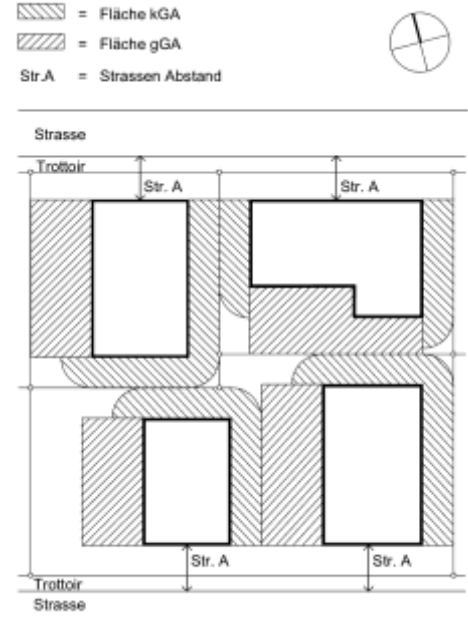 = Fläche kGA
= Fläche gGA
Str.A = Strassen Abstand
Strasse
Trottoir
Str. A Str. A
Str. A Str. A
Trottoir
Strasse